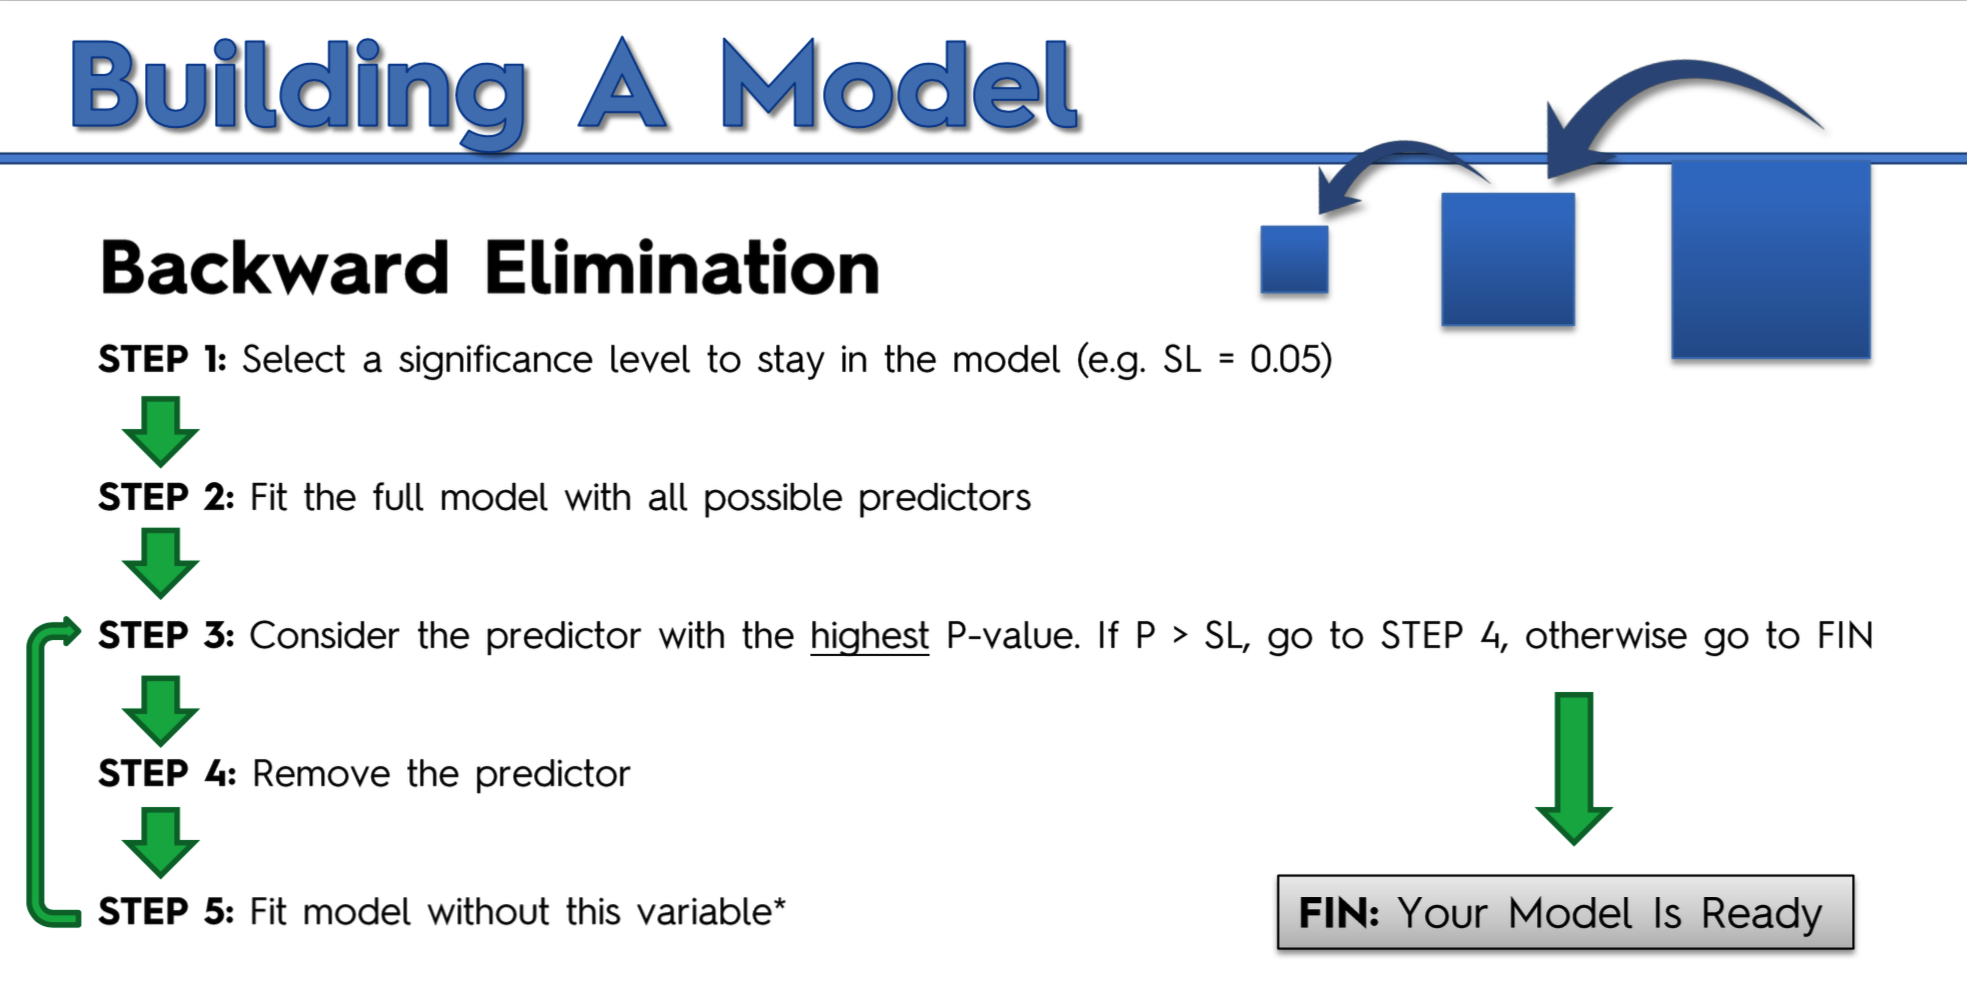 Building A Model
Backward Elimination
STEP 1: Select a significance level to stay in the model (e.g. SL = 0.05)
STEP 2: Fit the full model with all possible predictors
STEP 3: Consider the predictor with the highest P-value. If P > SL, go to STEP 4, otherwise go to FIN
STEP 4: Remove the predictor
STEP 5: Fit model without this variable*
FIN: Your Model Is Ready